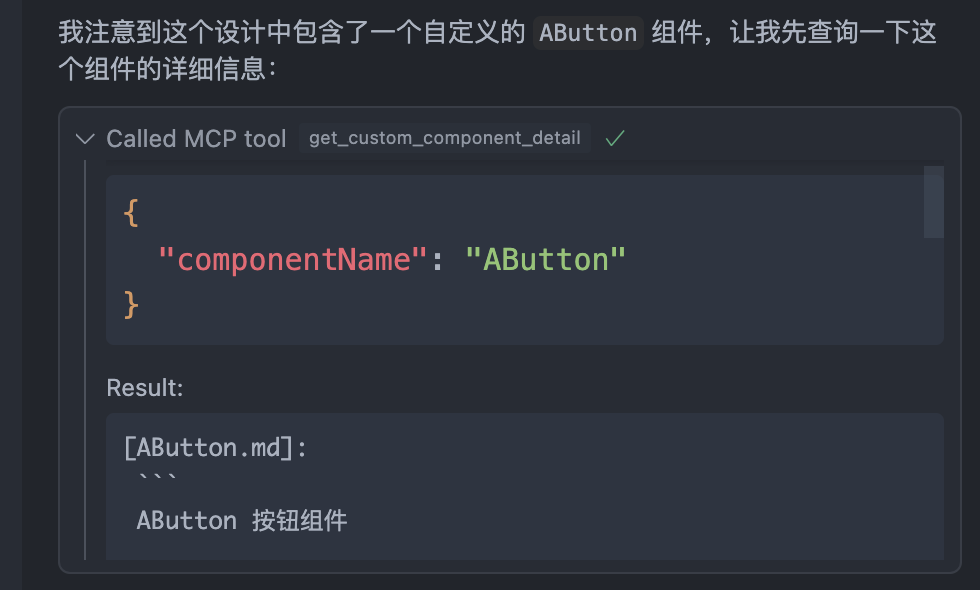 我注意到这个设计中包含了一个自定义的 AButton 组件，让我先查询一下这
个组件的详细信息：
Called MCP tool get_custom_component_detail
{
"componentName": "AButton"
}
Result:
[AButton.md]:
```
AButton 按钮组件